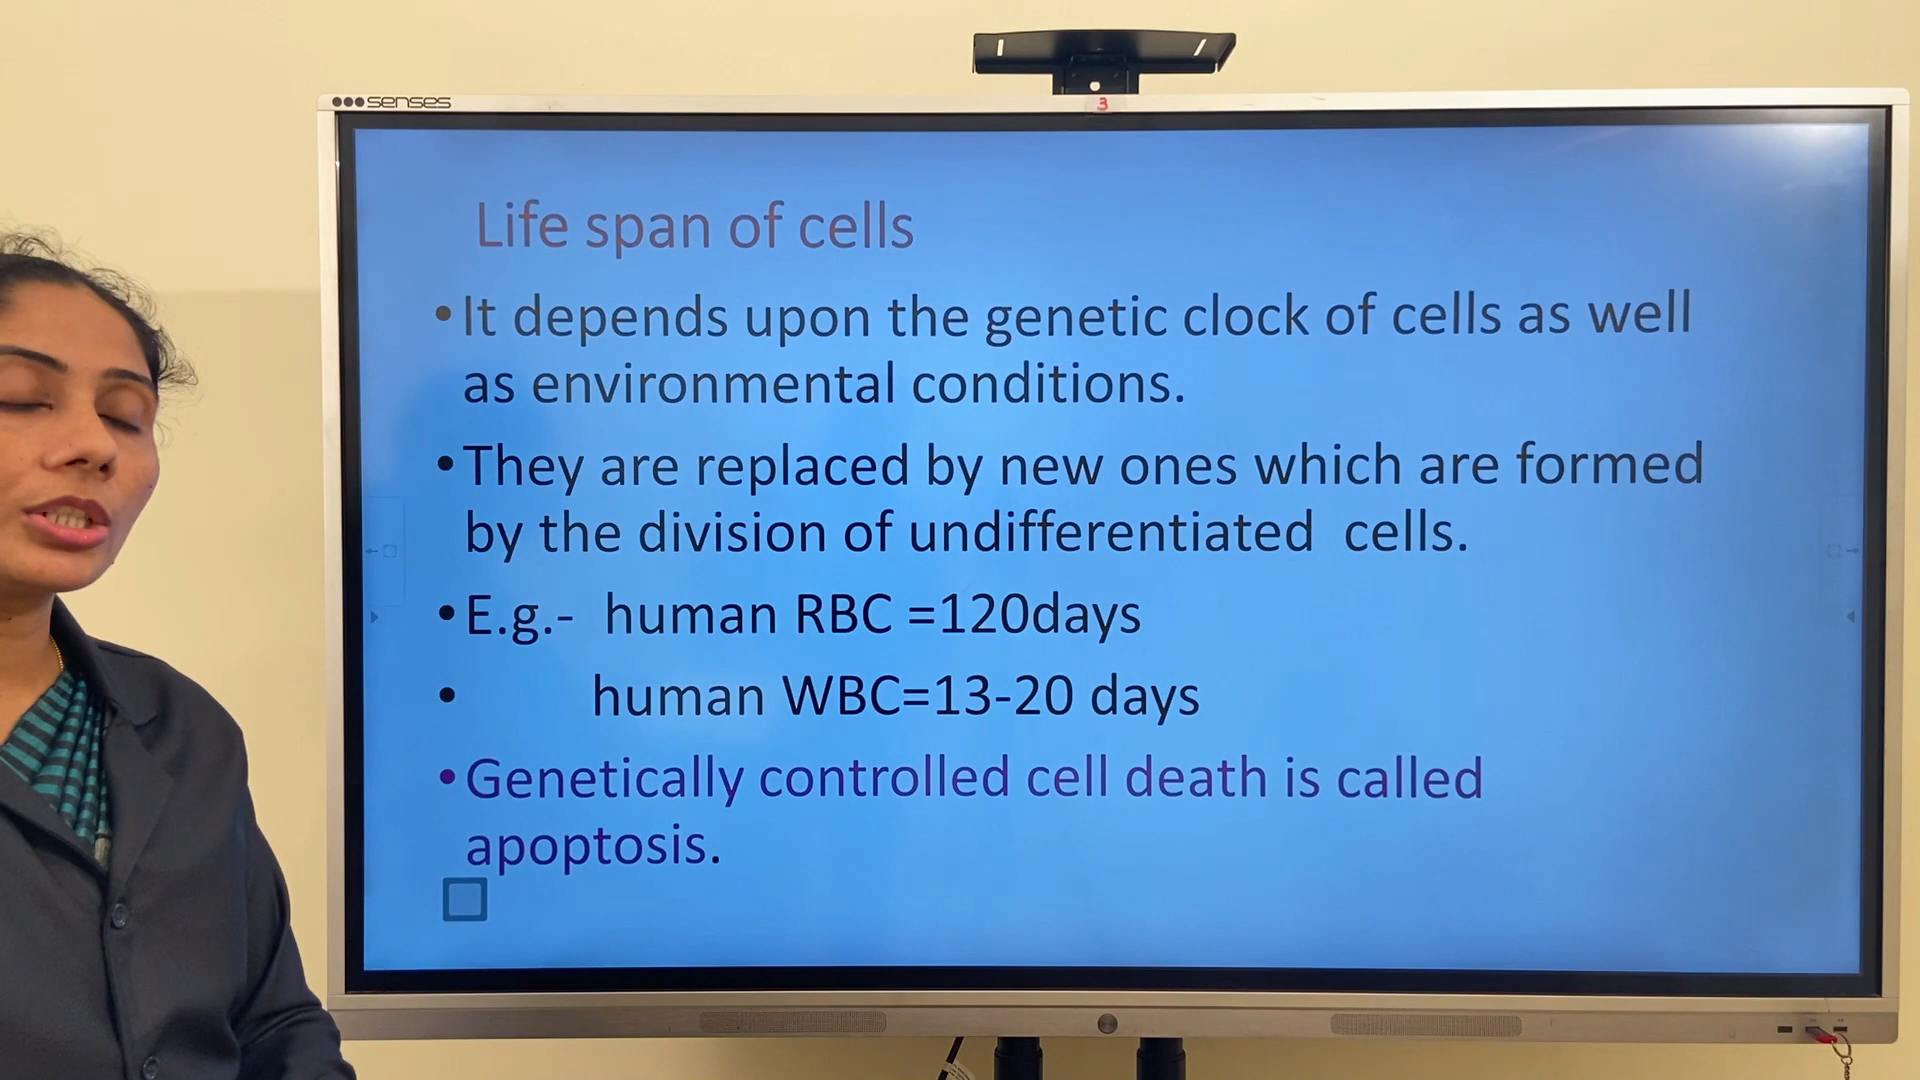 senses
3
Life span of cells
•It depends upon the genetic clock of cells as well
as environmental conditions.
•They are replaced by new ones which are formed
by the division of undifferentiated cells.
•E.g.- human RBC =120days
• human WBC=13-20 days
•Genetically controlled cell death is called
apoptosis.